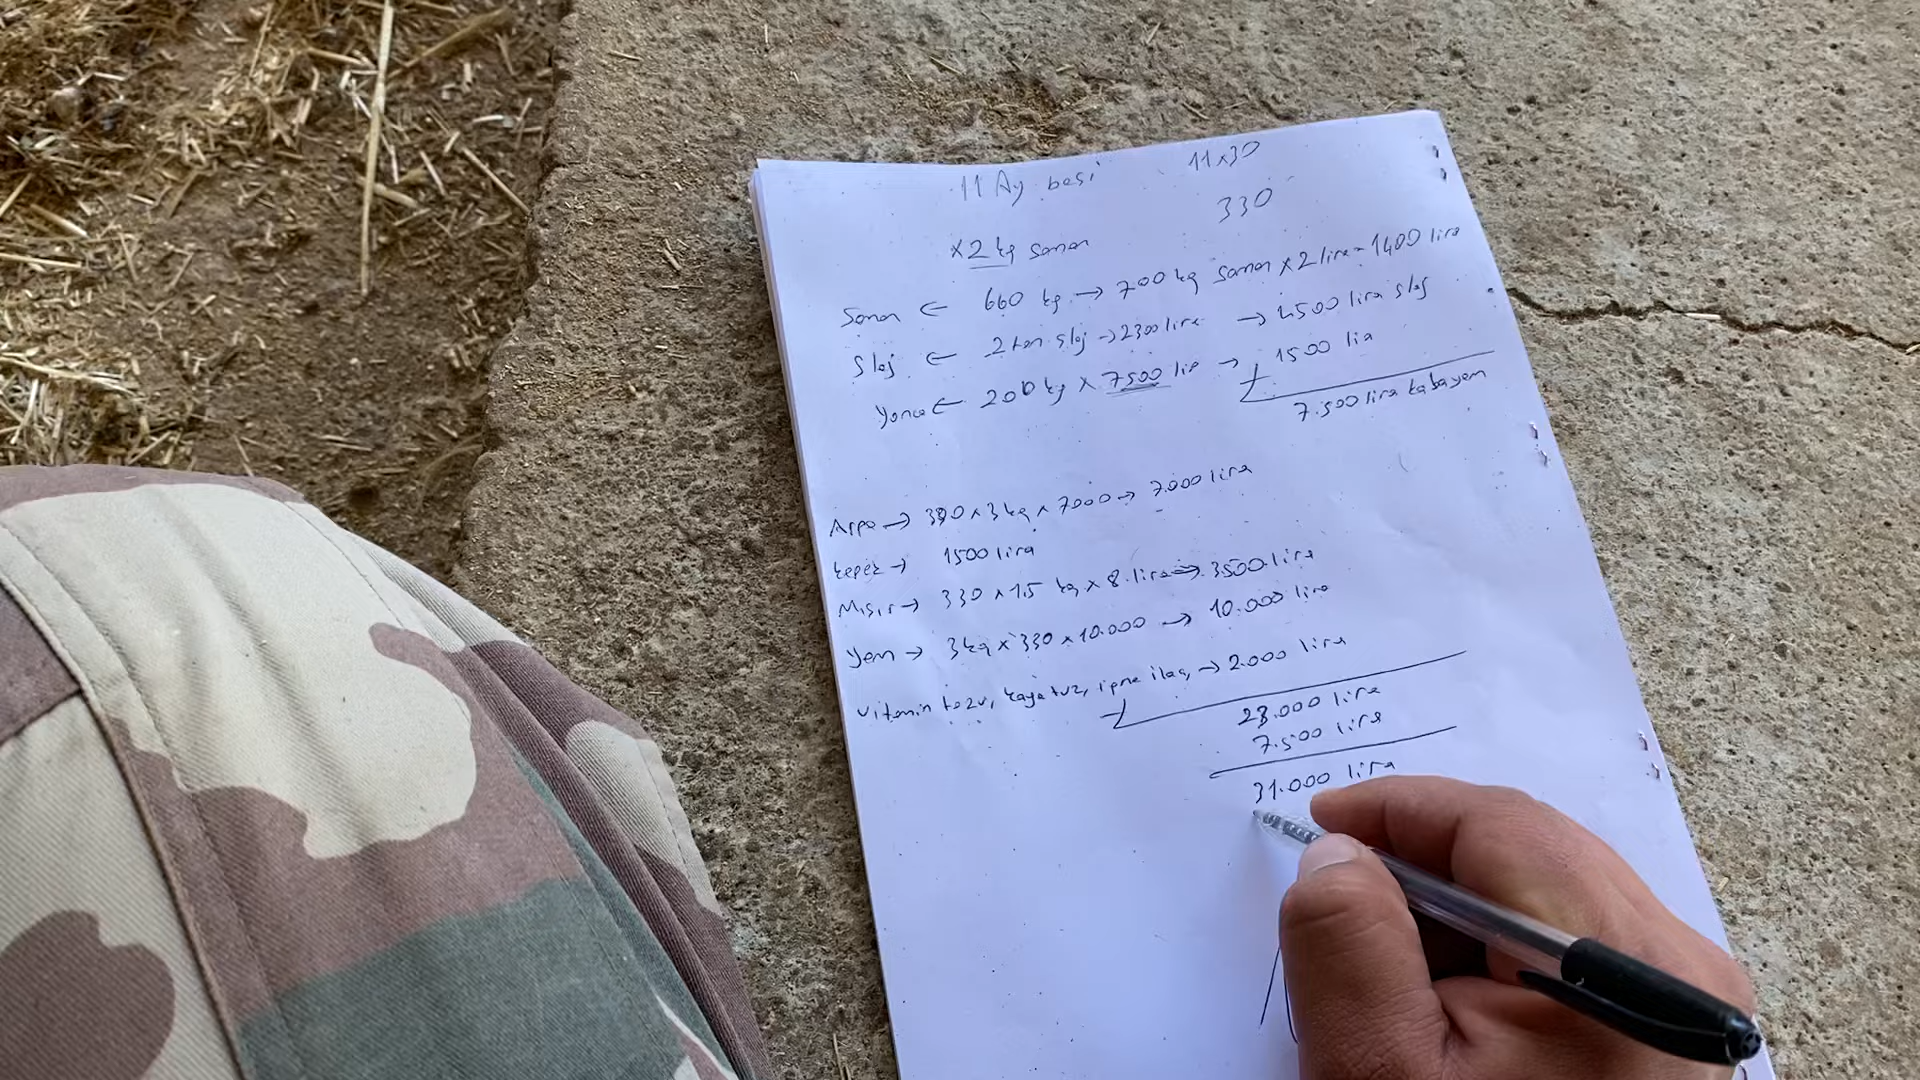 11 Ay besi 11x30
330
x2 kg saman
Saman ← 660 kg → 700 kg saman x 2 lira = 1400 lira
Slaj ← 2 ton slaj → 2300 lira → 4500 lira slaj
Yonca ← 200 kg x 7500 lira → 1500 lira
7.500 lira kabayem
Arpa → 330 x 3 kg x 7000 → 7.000 lira
kepek → 1500 lira
Mısır → 330 x 1.5 kg x 8 lira → 3500 lira
Yem → 3 kg x 330 x 10.000 → 10.000 lira
vitamin tozu, kaya tuz, iğne ilaç → 2.000 lira
23.000 lira
7.500 lira
31.000 lira